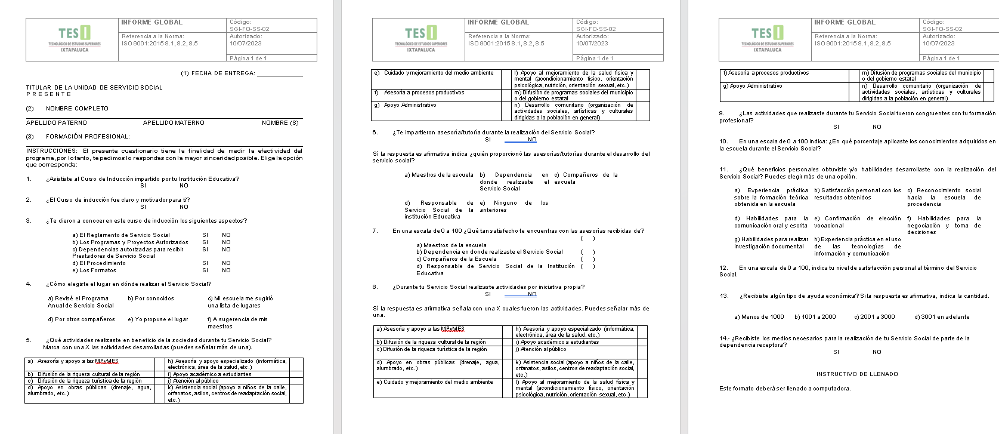 TES I
TECNOLÓGICO DE ESTUDIOS SUPERIORES
IXTAPALUCA
INFORME GLOBAL
Referencia a la Norma:
ISO 9001:2015 8.1, 8.2, 8.5
Código:
SGI-FO-SS-02
Autorizado:
10/07/2023
Página 1 de 1
(1) FECHA DE ENTREGA: ____________
TITULAR DE LA UNIDAD DE SERVICIO SOCIAL
P R E S E N T E
(2) NOMBRE COMPLETO
APELLIDO PATERNO APELLIDO MATERNO NOMBRE (S)
(3) FORMACIÓN PROFESIONAL:
INSTRUCCIONES: El presente cuestionario tiene la finalidad de medir la efectividad del
programa, por lo tanto, te pedimos lo respondas con la mayor sinceridad posible. Elige la opción
que corresponda:
1. ¿Asististe al Curso de Inducción impartido por tu Institución Educativa?
SI NO
2. ¿El Curso de inducción fue claro y motivador para tí?
SI NO
3. ¿Te dieron a conocer en este curso de inducción los siguientes aspectos?
a) El Reglamento de Servicio Social SI NO
b) Los Programas y Proyectos Autorizados SI NO
c) Dependencias autorizadas para recibir SI NO
Prestadores de Servicio Social
d) El Procedimiento SI NO
e) Los Formatos SI NO
4. ¿Cómo elegiste el lugar en dónde realizar el Servicio Social?
a) Revisé el Programa b) Por conocidos c) Mi escuela me sugirió
Anual de Servicio Social una lista de lugares
d) Por otros compañeros e) Yo propuse el lugar f) A sugerencia de mis
maestros
5. ¿Qué actividades realizaste en beneficio de la sociedad durante tu Servicio Social?
Marca con una X las actividades desarrolladas (puedes señalar más de una).
a) Asesoría y apoyo a las MPyMES h) Asesoría y apoyo especializado (informática,
electrónica, área de la salud, etc.)
b) Difusión de la riqueza cultural de la región i) Apoyo académico a estudiantes
c) Difusión de la riqueza turística de la región j) Atención al público
d) Apoyo en obras públicas (drenaje, agua, k) Asistencia social (apoyo a niños de la calle,
alumbrado, etc.) orfanatos, asilos, centros de readaptación social,
etc.)
TES I
TECNOLÓGICO DE ESTUDIOS SUPERIORES
IXTAPALUCA
INFORME GLOBAL
Referencia a la Norma:
ISO 9001:2015 8.1, 8.2, 8.5
Código:
SGI-FO-SS-02
Autorizado:
10/07/2023
Página 1 de 1
e) Cuidado y mejoramiento del medio ambiente l) Apoyo al mejoramiento de la salud física y
mental (acondicionamiento físico, orientación
psicológica, nutrición, orientación sexual, etc.)
f) Asesoría a procesos productivos m) Difusión de programas sociales del municipio
o del gobierno estatal
g) Apoyo Administrativo n) Desarrollo comunitario (organización de
actividades sociales, artísticas y culturales
dirigidas a la población en general)
6. ¿Te impartieron asesoría/tutoría durante la realización del Servicio Social?
SI NO
Sí la respuesta es afirmativa indica ¿quién proporcionó las asesorías/tutorías durante el desarrollo del
servicio social?
a) Maestros de la escuela b) Dependencia en c) Compañeros de la
donde realizaste el escuela
Servicio Social
d) Responsable de e) Ninguno de los
Servicio Social de la anteriores
institución Educativa
7. En una escala de 0 a 100 ¿Qué tan satisfecho te encuentras con las asesorías recibidas de?
( )
a) Maestros de la escuela
b) Dependencia en donde realizaste el Servicio Social ( )
c) Compañeros de la Escuela ( )
d) Responsable de Servicio Social de la Institución ( )
Educativa
8. ¿Durante tu Servicio Social realizaste actividades por iniciativa propia?
SI NO
Sí la respuesta es afirmativa señala con una X cuales fueron las actividades. Puedes señalar más de
una.
a) Asesoría y apoyo a las MPyMES h) Asesoría y apoyo especializado (informática,
electrónica, área de la salud, etc.)
b) Difusión de la riqueza cultural de la región i) Apoyo académico a estudiantes
c) Difusión de la riqueza turística de la región j) Atención al público
d) Apoyo en obras públicas (drenaje, agua, k) Asistencia social (apoyo a niños de la calle,
alumbrado, etc.) orfanatos, asilos, centros de readaptación social,
etc.)
e) Cuidado y mejoramiento del medio ambiente l) Apoyo al mejoramiento de la salud física y
mental (acondicionamiento físico, orientación
psicológica, nutrición, orientación sexual, etc.)
TES I
TECNOLÓGICO DE ESTUDIOS SUPERIORES
IXTAPALUCA
INFORME GLOBAL
Referencia a la Norma:
ISO 9001:2015 8.1, 8.2, 8.5
Código:
SGI-FO-SS-02
Autorizado:
10/07/2023
Página 1 de 1
f) Asesoría a procesos productivos m) Difusión de programas sociales del municipio
o del gobierno estatal
g) Apoyo Administrativo n) Desarrollo comunitario (organización de
actividades sociales, artísticas y culturales
dirigidas a la población en general)
9. ¿Las actividades que realizaste durante tu Servicio Social fueron congruentes con tu formación
profesional?
SI NO
10. En una escala de 0 a 100 indica: ¿En qué porcentaje aplicaste los conocimientos adquiridos en
la escuela durante el Servicio Social?
11. ¿Qué beneficios personales obtuviste y/o habilidades desarrollaste con la realización del
Servicio Social? Puedes elegir más de una opción.
a) Experiencia práctica b) Satisfacción personal con los c) Reconocimiento social
sobre la formación teórica resultados obtenidos hacia la escuela de
obtenida en la escuela procedencia
d) Habilidades para la e) Confirmación de elección f) Habilidades para la
comunicación oral y escrita vocacional negociación y toma de
decisiones
g) Habilidades para realizar h) Experiencia práctica en el uso
investigación documental de las tecnologías de
información y comunicación
12. En una escala de 0 a 100, indica tu nivel de satisfacción personal al término del Servicio
Social.
13. ¿Recibiste algún tipo de ayuda económica? Si la respuesta es afirmativa, indica la cantidad.
a) Menos de 1000 b) 1001 a 2000 c) 2001 a 3000 d) 3001 en adelante
14.- ¿Recibiste los medios necesarios para la realización de tu Servicio Social de parte de la
dependencia receptora?
SI NO
INSTRUCTIVO DE LLENADO
Este formato deberá ser llenado a computadora.